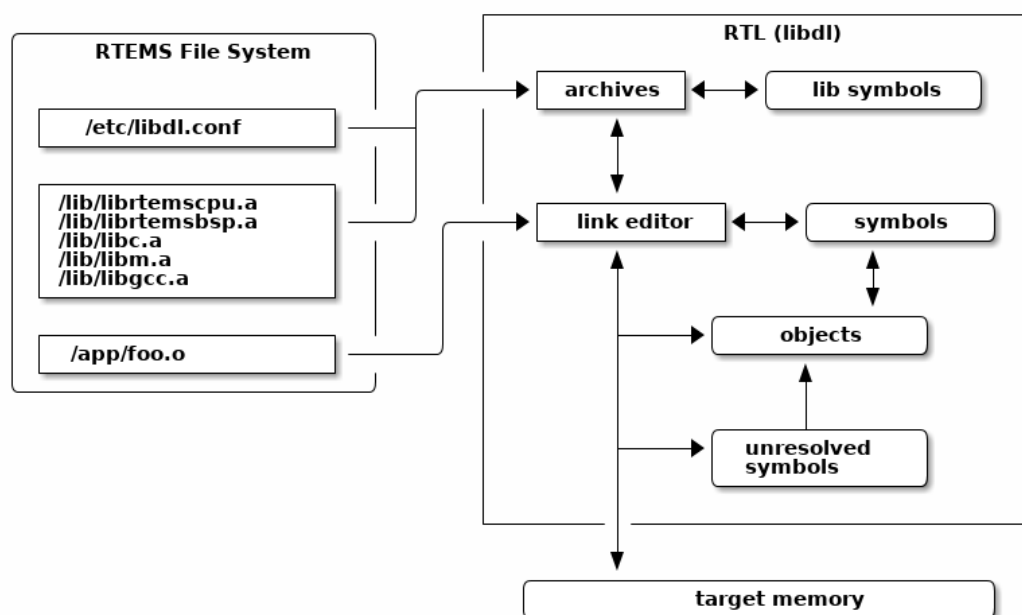 RTEMS File System
/etc/libdl.conf
/lib/librtemscpu.a
/lib/librtemsbsp.a
/lib/libc.a
/lib/libm.a
/lib/libgcc.a
/app/foo.o
RTL (libdl)
archives
lib symbols
link editor
symbols
objects
unresolved
symbols
target memory